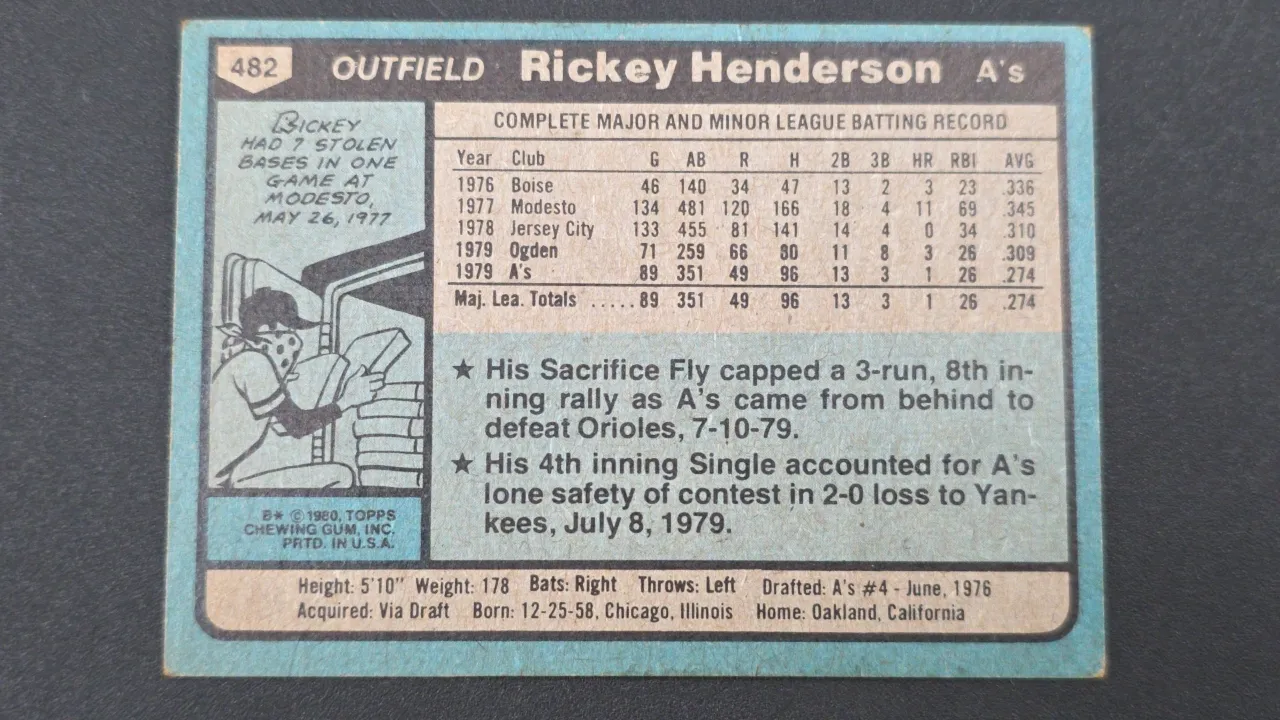 482 OUTFIELD Rickey Henderson A's
RICKEY
HAD 7 STOLEN
BASES IN ONE
GAME AT
MODESTO,
MAY 26, 1977
B* © 1980, TOPPS
CHEWING GUM, INC.
PRTD. IN U.S.A.
COMPLETE MAJOR AND MINOR LEAGUE BATTING RECORD
Year Club G AB R H 2B 3B HR RBI AVG
1976 Boise 46 140 34 47 13 2 3 23 .336
1977 Modesto 134 481 120 166 18 4 11 69 .345
1978 Jersey City 133 455 81 141 14 4 0 34 .310
1979 Ogden 71 259 66 80 11 8 3 26 .309
1979 A's 89 351 49 96 13 3 1 26 .274
Maj. Lea. Totals ..... 89 351 49 96 13 3 1 26 .274
★ His Sacrifice Fly capped a 3-run, 8th in-
ning rally as A's came from behind to
defeat Orioles, 7-10-79.
★ His 4th inning Single accounted for A's
lone safety of contest in 2-0 loss to Yan-
kees, July 8, 1979.
Height: 5'10" Weight: 178 Bats: Right Throws: Left Drafted: A's #4 - June, 1976
Acquired: Via Draft Born: 12-25-58, Chicago, Illinois Home: Oakland, California